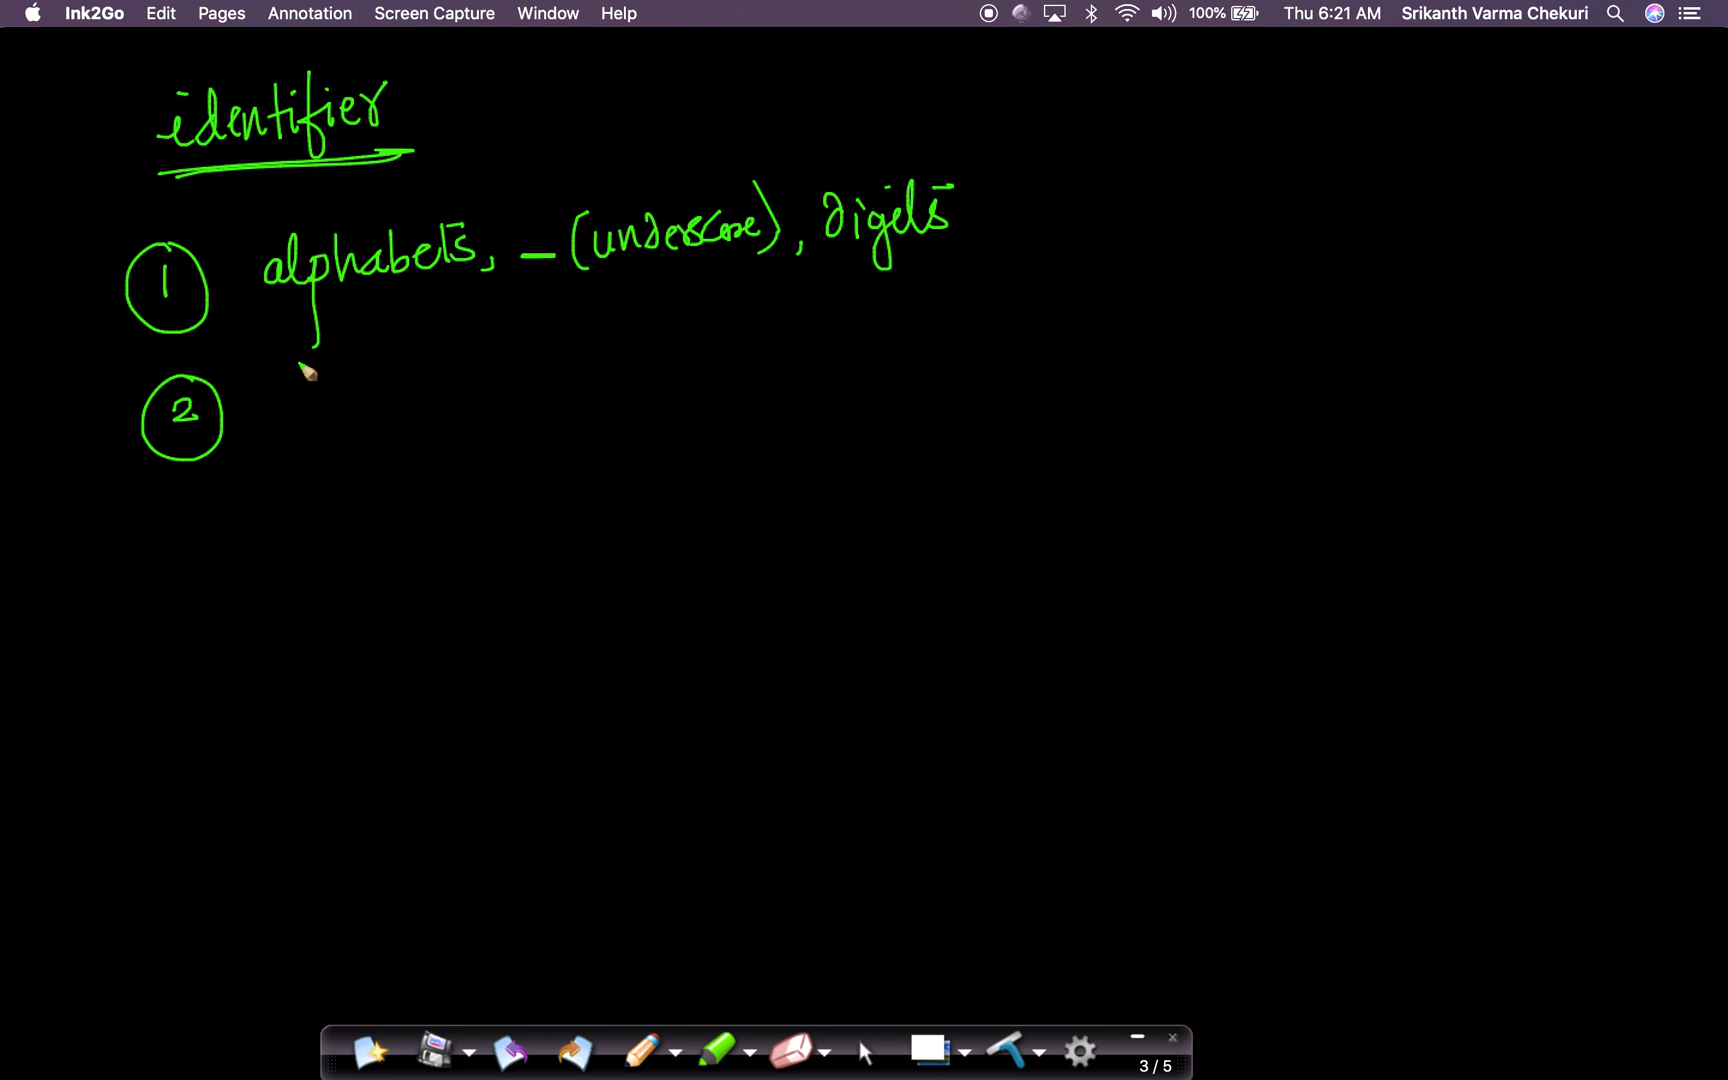 Ink2Go Edit Pages Annotation Screen Capture Window Help 100% Thu 6:21 AM Srikanth Varma Chekuri
identifier
1 alphabets, _ (underscore), digits
2
3 / 5